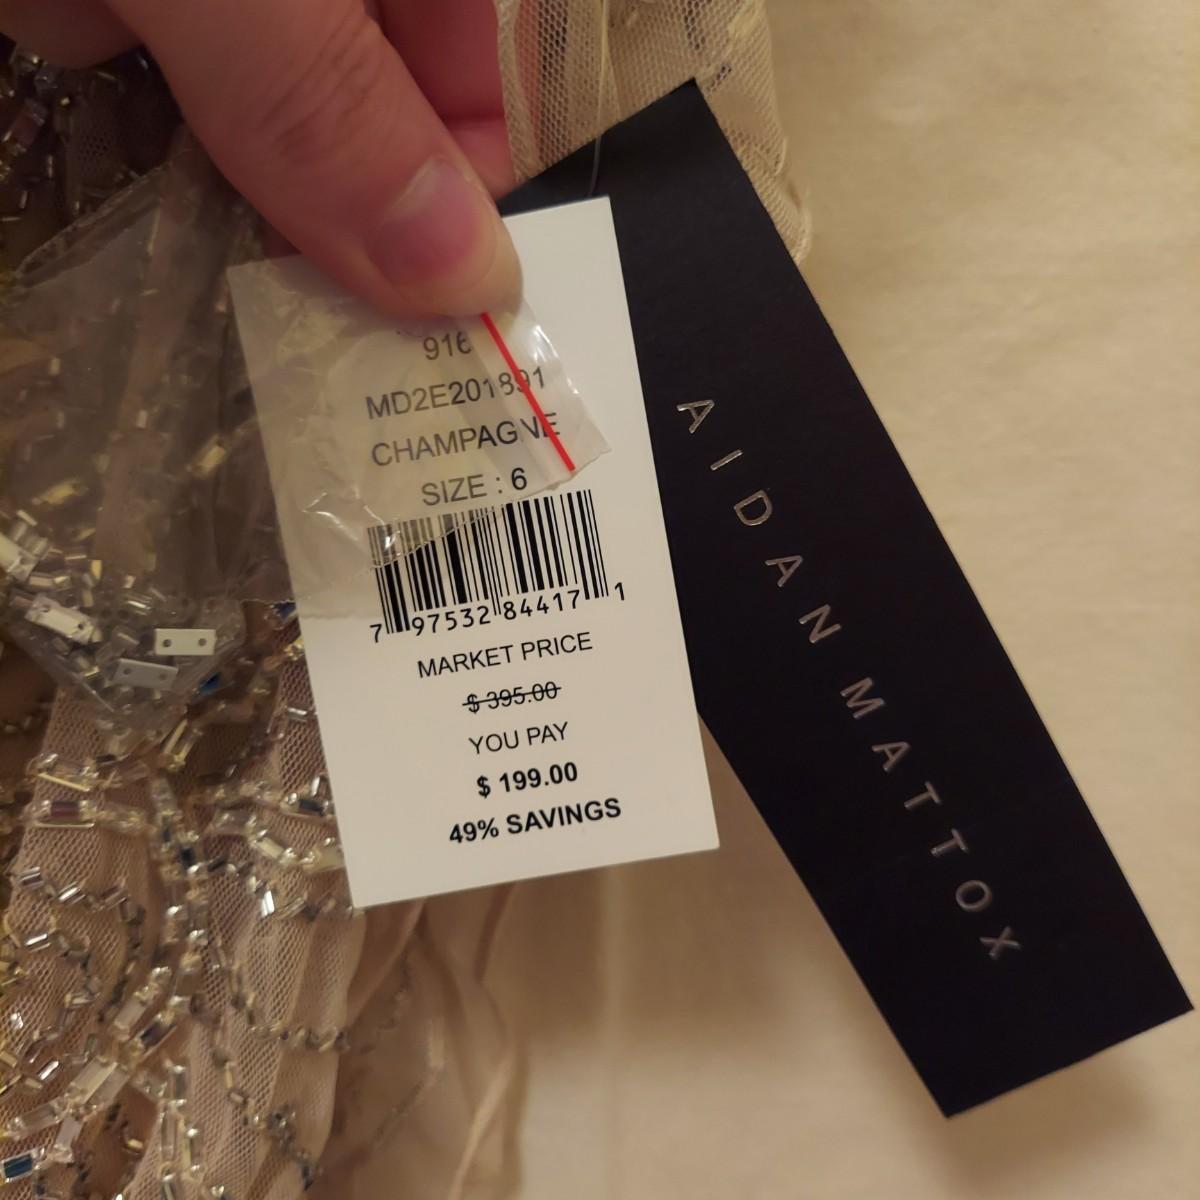 916
MD2E201891
CHAMPAGNE
SIZE : 6
7 97532 84417 1
MARKET PRICE
$ 395.00
YOU PAY
$ 199.00
49% SAVINGS
AIDAN MATTOX